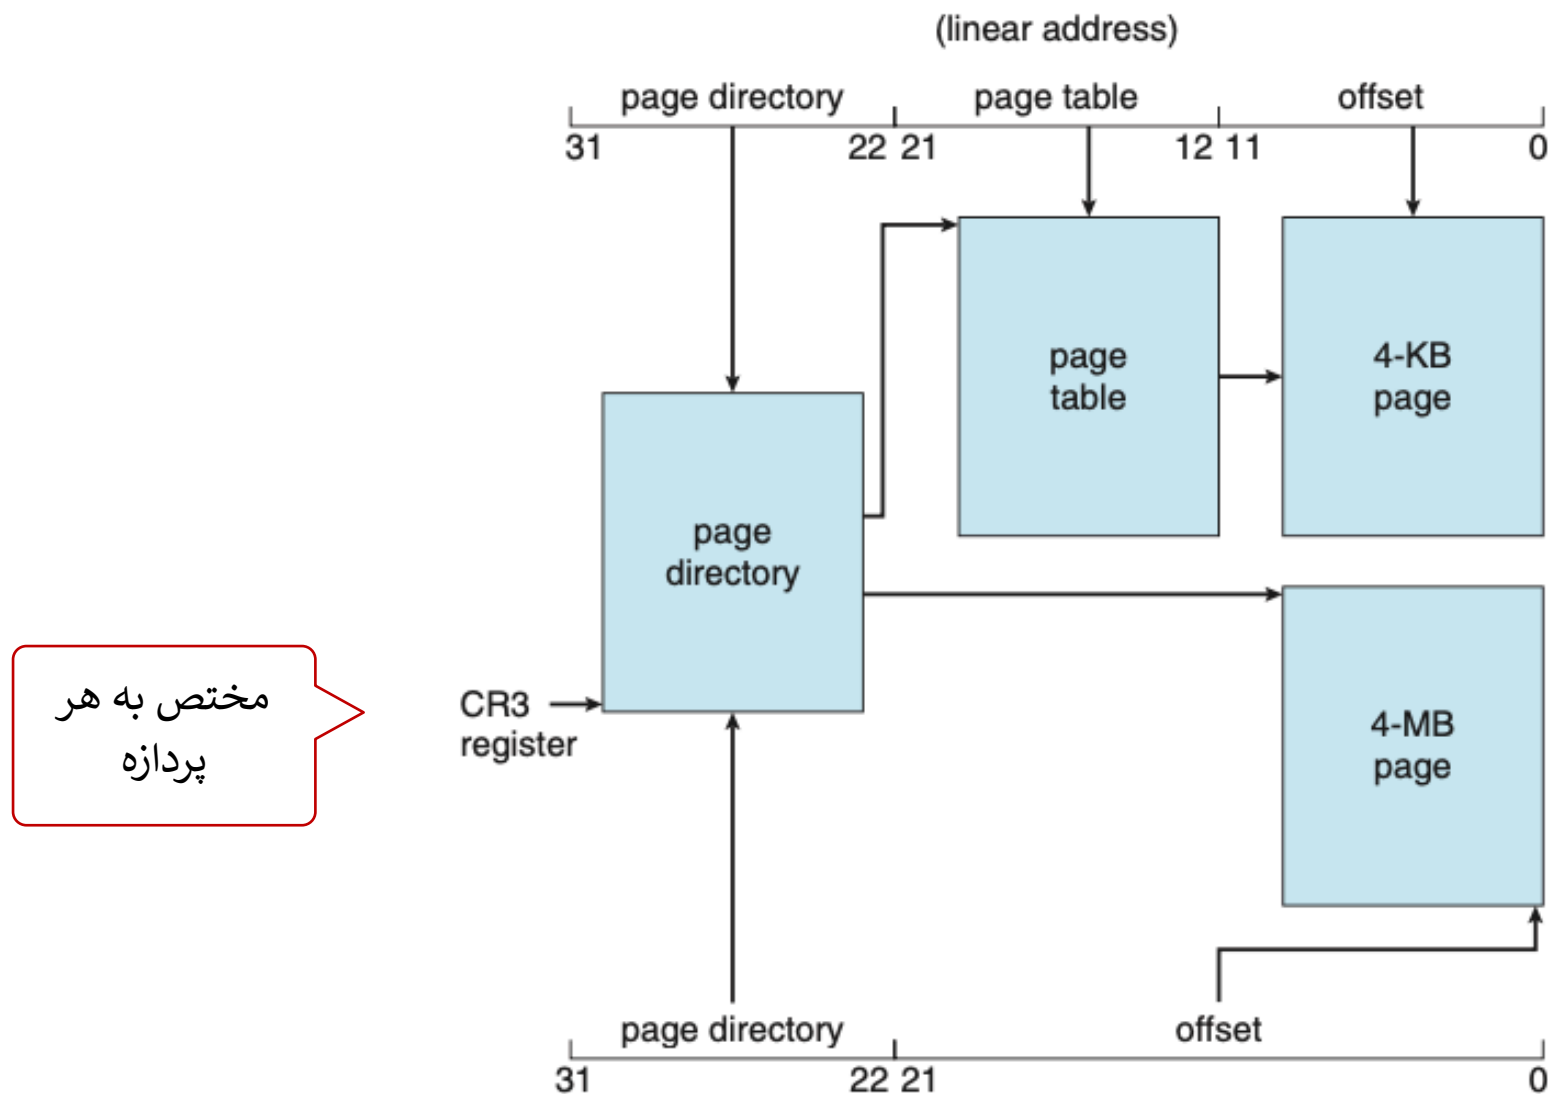 (linear address)
page directory
page table
offset
31
22 21
12 11
0
page
table
4-KB
page
page
directory
مختص به هر
پردازه
CR3
register
4-MB
page
page directory
offset
31
22 21
0